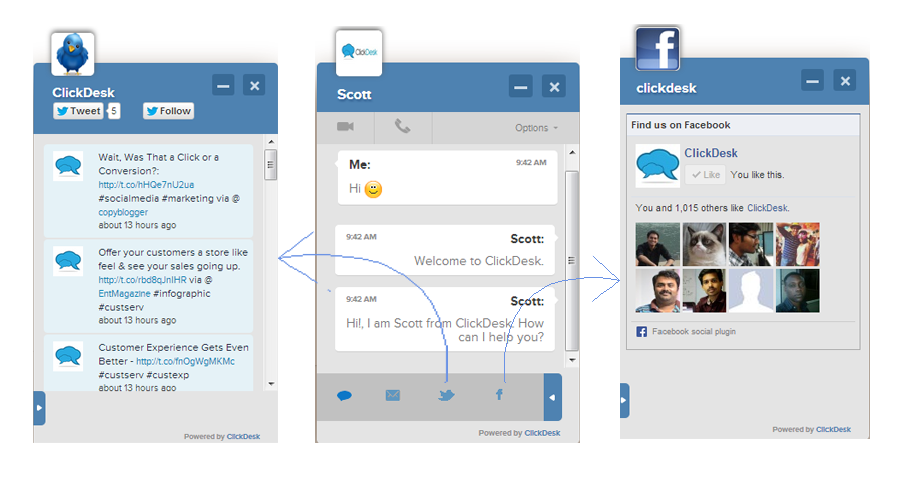 ClickDesk
Tweet 5 Follow
Wait, Was That a Click or a
Conversion?:
http://t.co/hHQe7nU2ua
#socialmedia #marketing via @
copyblogger
about 13 hours ago
Offer your customers a store like
feel & see your sales going up.
http://t.co/rbd8qJnIHR via @
EntMagazine #infographic
#custserv
about 13 hours ago
Customer Experience Gets Even
Better - http://t.co/fnOgWgMKMc
#custserv #custexp
about 13 hours ago
Powered by ClickDesk
ClickDesk
Scott
Options
Me: 9:42 AM
Hi
9:42 AM Scott:
Welcome to ClickDesk.
9:42 AM Scott:
Hi!, I am Scott from ClickDesk. How
can I help you?
Powered by ClickDesk
f
clickdesk
Find us on Facebook
ClickDesk
Like You like this.
You and 1,015 others like ClickDesk.
Facebook social plugin
Powered by ClickDesk